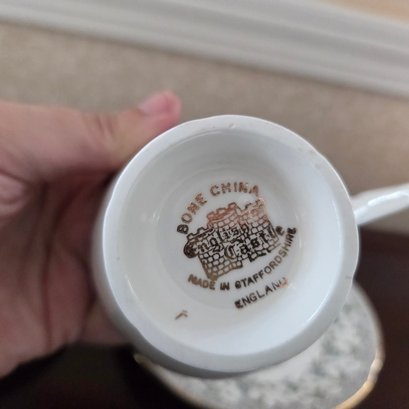 BONE CHINA
English
Castle
MADE IN STAFFORDSHIRE
ENGLAND